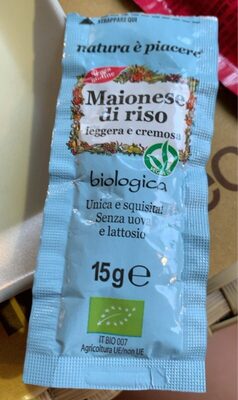 STRAPPARE QUI
natura è piacere
Maionese
di riso
leggera e cremosa
biologica
Unica e squisita!
Senza uova
e lattosio
15g e
IT BIO 007
Agricoltura UE/non UE